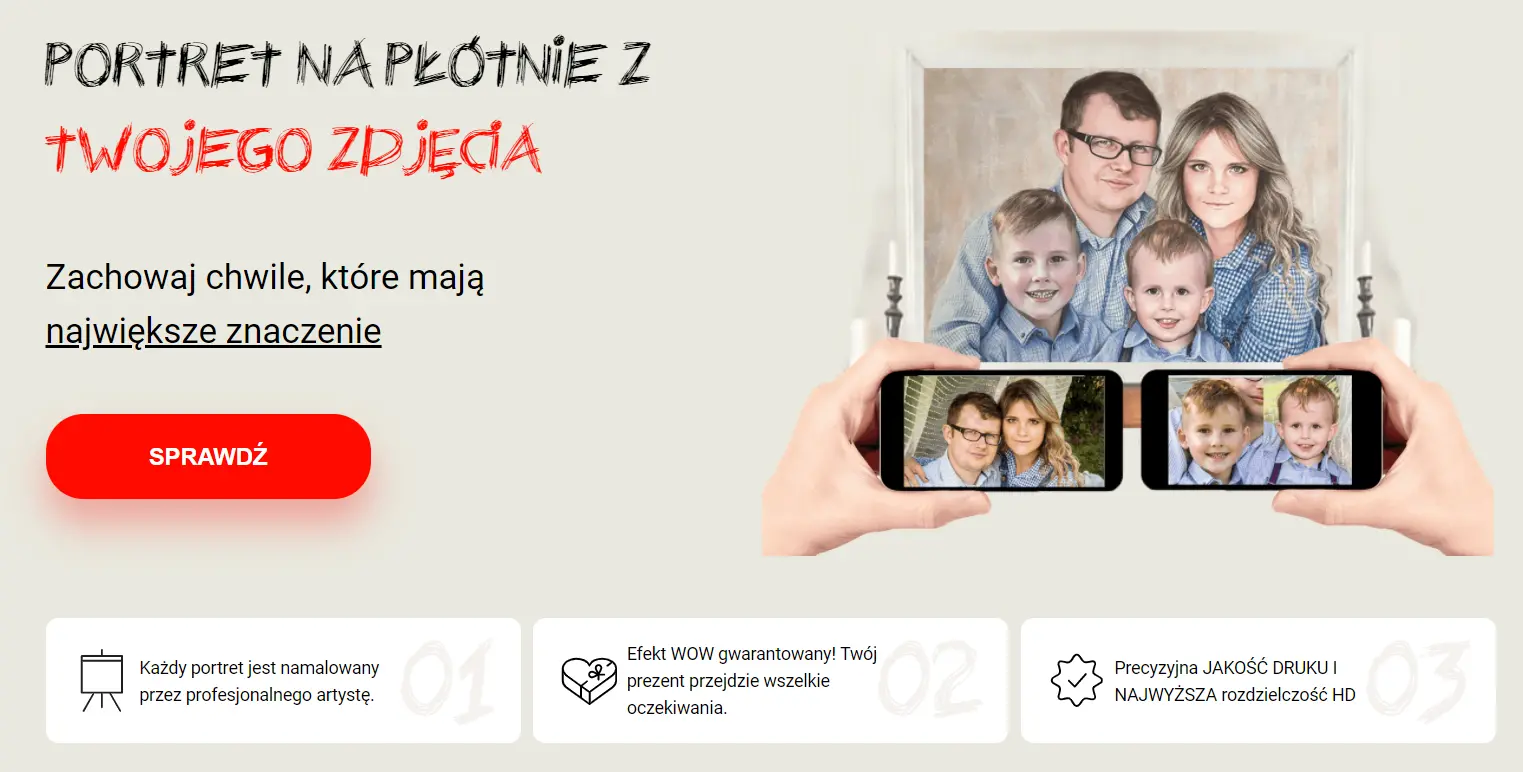 PORTRET NA PŁÓTNIE Z
TWOJEGO ZDJĘCIA
Zachowaj chwile, które mają
największe znaczenie
SPRAWDŹ
Każdy portret jest namalowany
przez profesjonalnego artystę.
01
Efekt WOW gwarantowany! Twój
prezent przejdzie wszelkie
oczekiwania.
02
Precyzyjna JAKOŚĆ DRUKU I
NAJWYŻSZA rozdzielczość HD
03